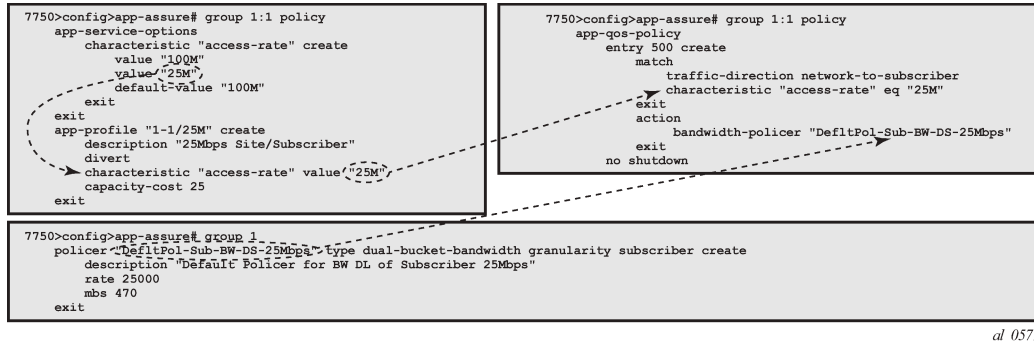 7750>config>app-assure# group 1:1 policy
app-service-options
characteristic "access-rate" create
value "100M"
value "25M"
default-value "100M"
exit
exit
app-profile "1-1/25M" create
description "25Mbps Site/Subscriber"
divert
characteristic "access-rate" value "25M"
capacity-cost 25
exit
7750>config>app-assure# group 1:1 policy
app-qos-policy
entry 500 create
match
traffic-direction network-to-subscriber
characteristic "access-rate" eq "25M"
exit
action
bandwidth-policer "DefltPol-Sub-BW-DS-25Mbps"
exit
no shutdown
7750>config>app-assure# group 1
policer "DefltPol-Sub-BW-DS-25Mbps" type dual-bucket-bandwidth granularity subscriber create
description "Default Policer for BW DL of Subscriber 25Mbps"
rate 25000
mbs 470
exit
al_057